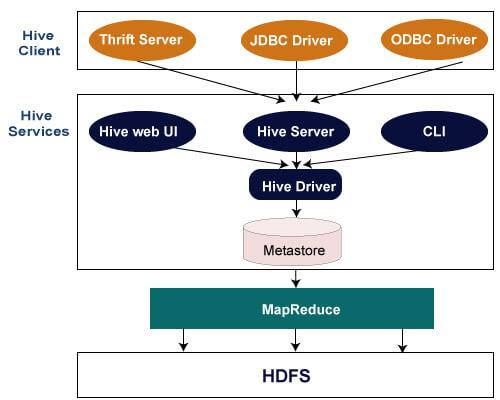 Hive
Client
Thrift Server
JDBC Driver
ODBC Driver
Hive
Services
Hive web UI
Hive Server
CLI
Hive Driver
Metastore
MapReduce
HDFS